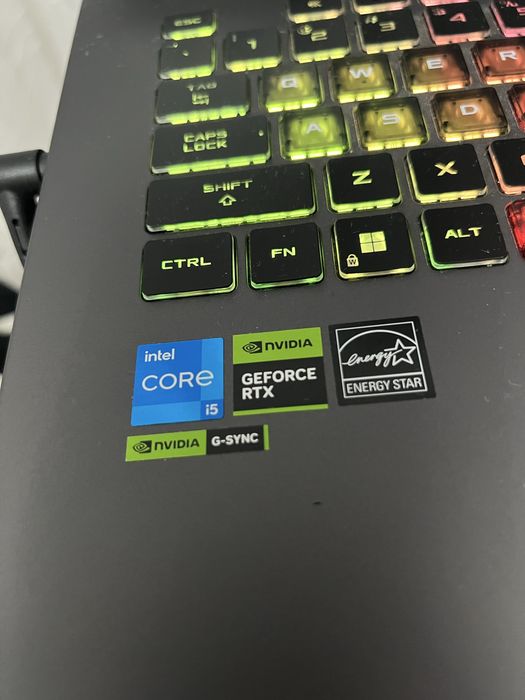 ESC
1 2 3 4
TAB Q W E R
CAPS LOCK A S D
SHIFT Z X
CTRL FN W ALT
intel
CORE
i5
NVIDIA
GEFORCE
RTX
energy
ENERGY STAR
NVIDIA G-SYNC